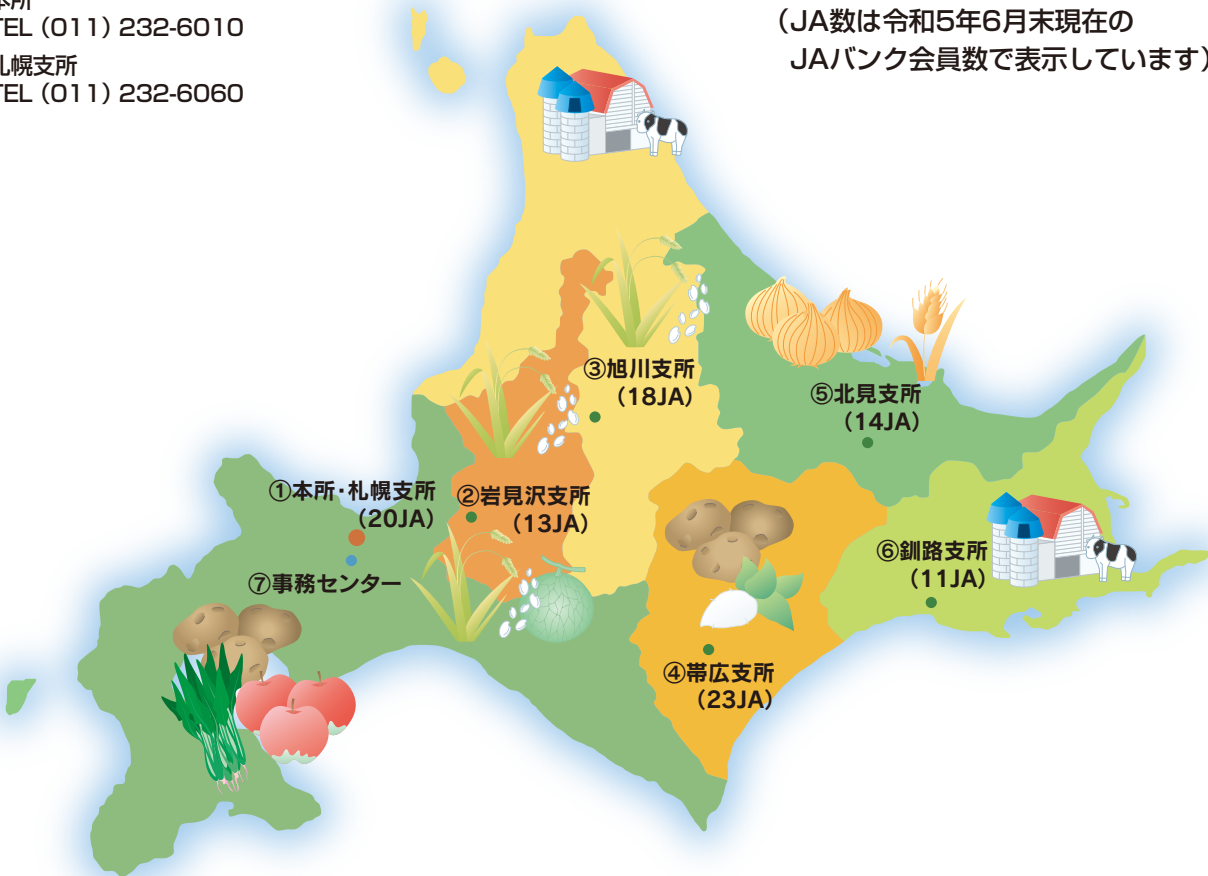 本所
TEL（011）232-6010
札幌支所
TEL（011）232-6060
（JA数は令和5年6月末現在の
JAバンク会員数で表示しています）
③旭川支所
（18JA）
⑤北見支所
（14JA）
①本所・札幌支所
（20JA）
②岩見沢支所
（13JA）
⑥釧路支所
（11JA）
⑦事務センター
④帯広支所
（23JA）